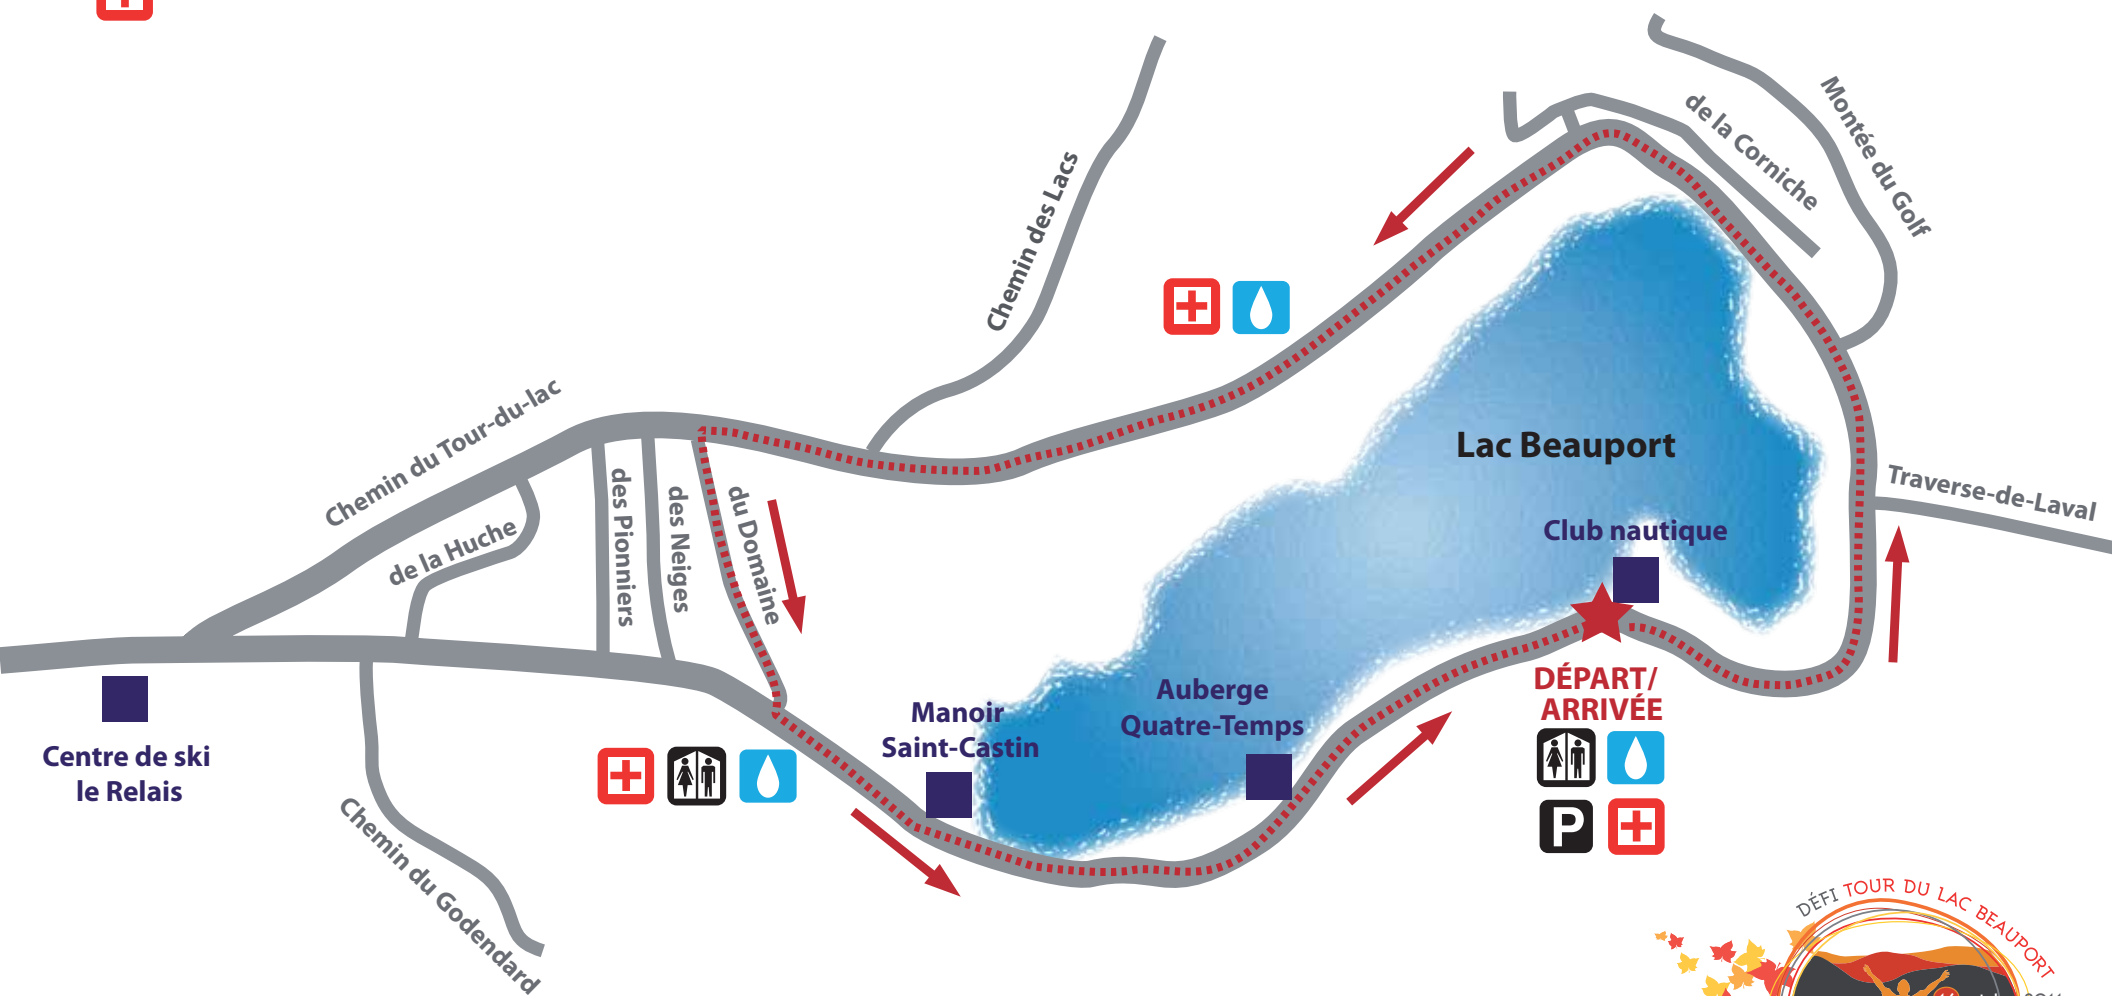 Montée du Golf
de la Corniche
Chemin des Lacs
Chemin du Tour-du-lac
de la Huche
des Pionniers
des Neiges
du Domaine
Lac Beauport
Traverse-de-Laval
Club nautique
DÉPART/
ARRIVÉE
P
Auberge
Quatre-Temps
Manoir
Saint-Castin
Centre de ski
le Relais
Chemin du Godendard
DÉFI TOUR DU LAC BEAUPORT